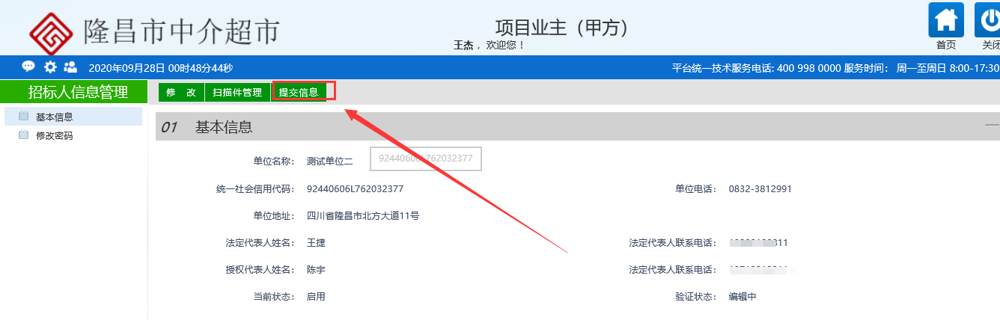 隆昌市中介超市
项目业主（甲方）
王杰 ，欢迎您！
首页
关闭
2020年09月28日 00时48分44秒
平台统一技术服务电话: 400 998 0000 服务时间： 周一至周日 8:00-17:30
招标人信息管理
修 改 扫描件管理 提交信息
基本信息
修改密码
01 基本信息
单位名称: 测试单位二 92440606L762032377
统一社会信用代码: 92440606L762032377 单位电话: 0832-3812991
单位地址: 四川省隆昌市北方大道11号
法定代表人姓名: 王捷 法定代表人联系电话:
授权代表人姓名: 陈宇 法定代表人联系电话:
当前状态: 启用 验证状态: 编辑中